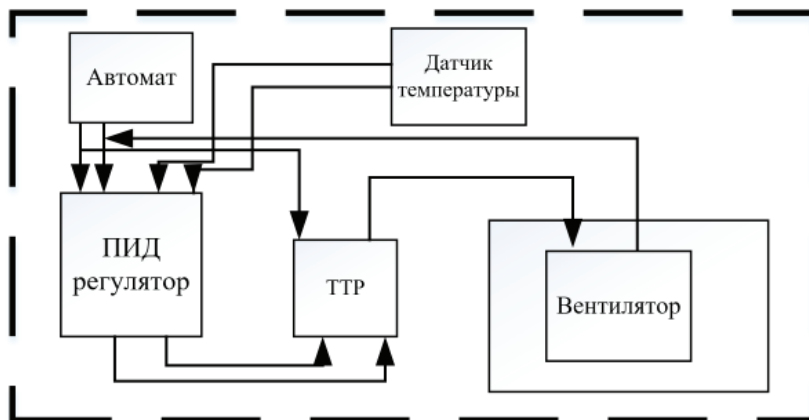 Автомат
Датчик
температуры
ПИД
регулятор
ТТР
Вентилятор